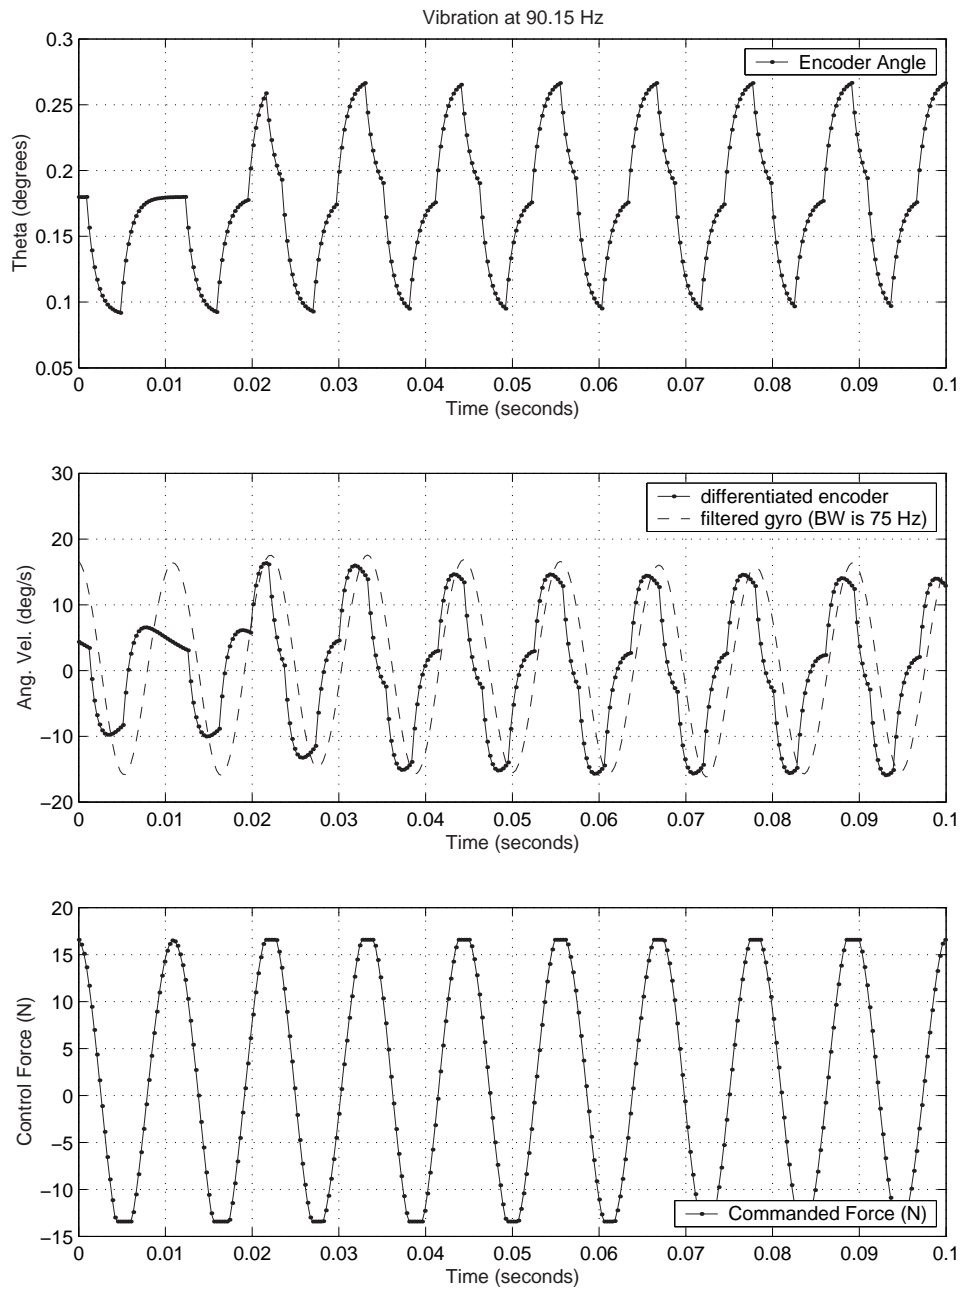 Vibration at 90.15 Hz
0.3
Encoder Angle
0.25
0.2
0.15
0.1
0.05
Theta (degrees)
0 0.01 0.02 0.03 0.04 0.05 0.06 0.07 0.08 0.09 0.1
Time (seconds)
30
differentiated encoder
filtered gyro (BW is 75 Hz)
20
10
0
−10
−20
Ang. Vel. (deg/s)
0 0.01 0.02 0.03 0.04 0.05 0.06 0.07 0.08 0.09 0.1
Time (seconds)
20
15
10
5
0
−5
−10
−15
Control Force (N)
Commanded Force (N)
0 0.01 0.02 0.03 0.04 0.05 0.06 0.07 0.08 0.09 0.1
Time (seconds)